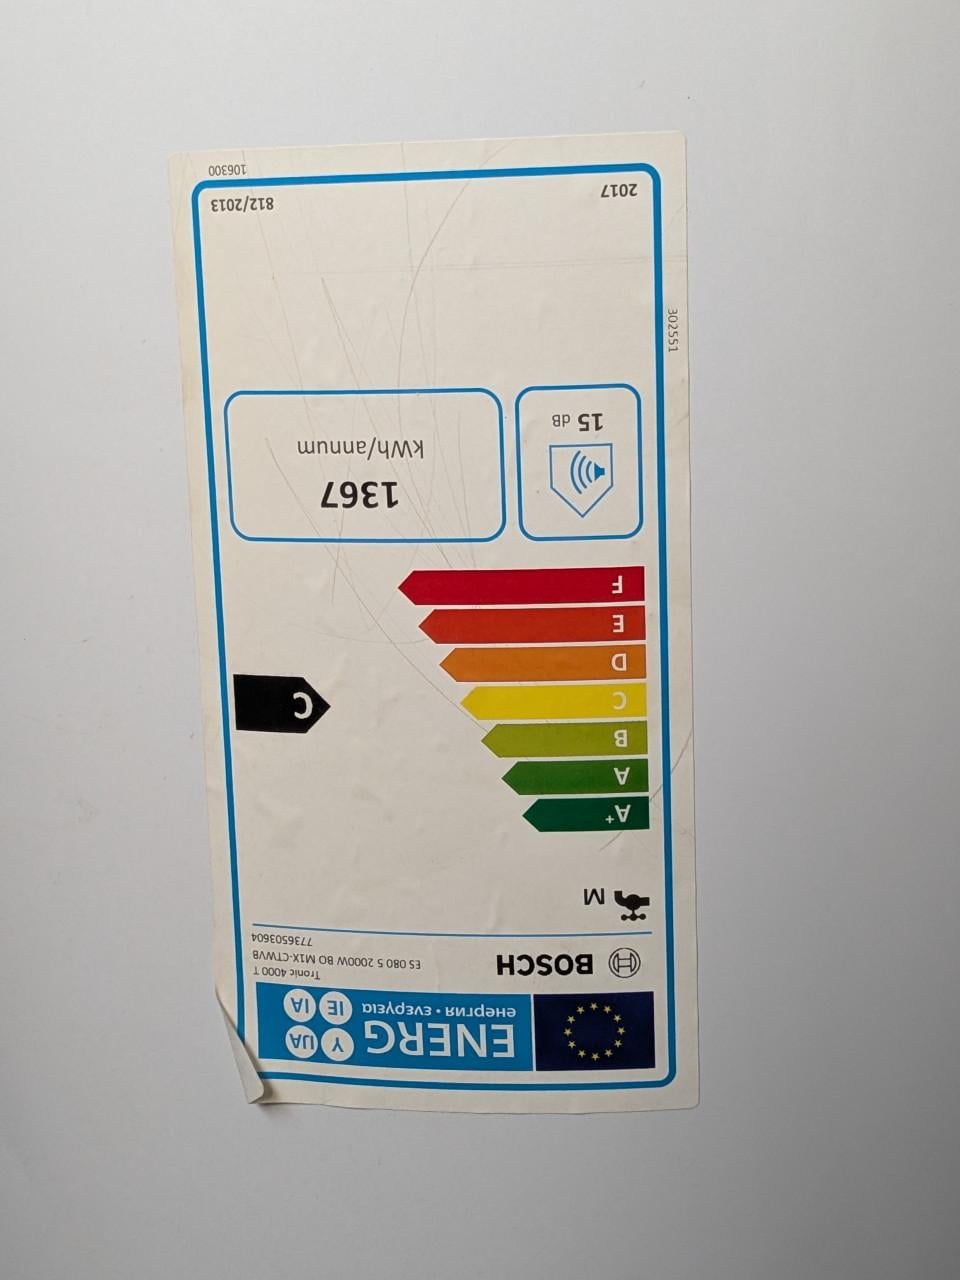 ENERG Y IJA
енергия · ενεργεια IE IA
BOSCH
Tronic 4000 T
ES 080 5 2000W BO M1X-CTWVB
7736503604
M
A+
A
B
C
D
E
F
C
15 dB
1367
kWh/annum
302551
2017
812/2013
106300